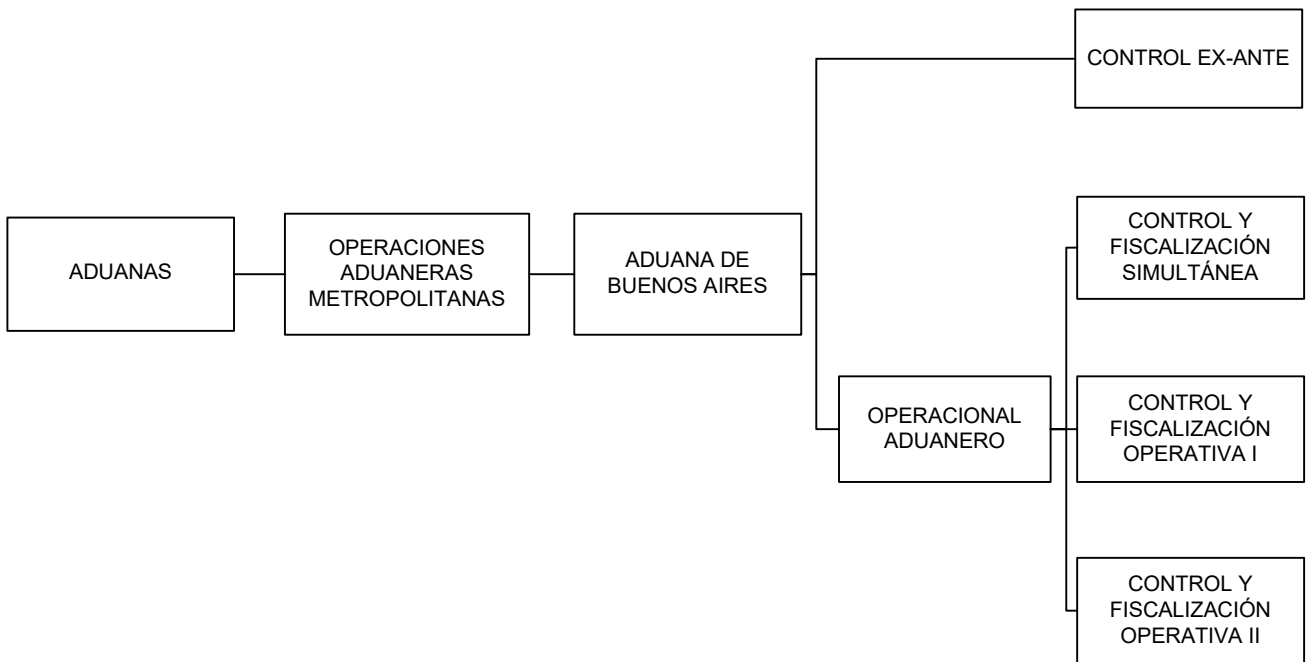 CONTROL EX-ANTE
ADUANAS
OPERACIONES
ADUANERAS
METROPOLITANAS
ADUANA DE
BUENOS AIRES
CONTROL Y
FISCALIZACIÓN
SIMULTÁNEA
OPERACIONAL
ADUANERO
CONTROL Y
FISCALIZACIÓN
OPERATIVA I
CONTROL Y
FISCALIZACIÓN
OPERATIVA II